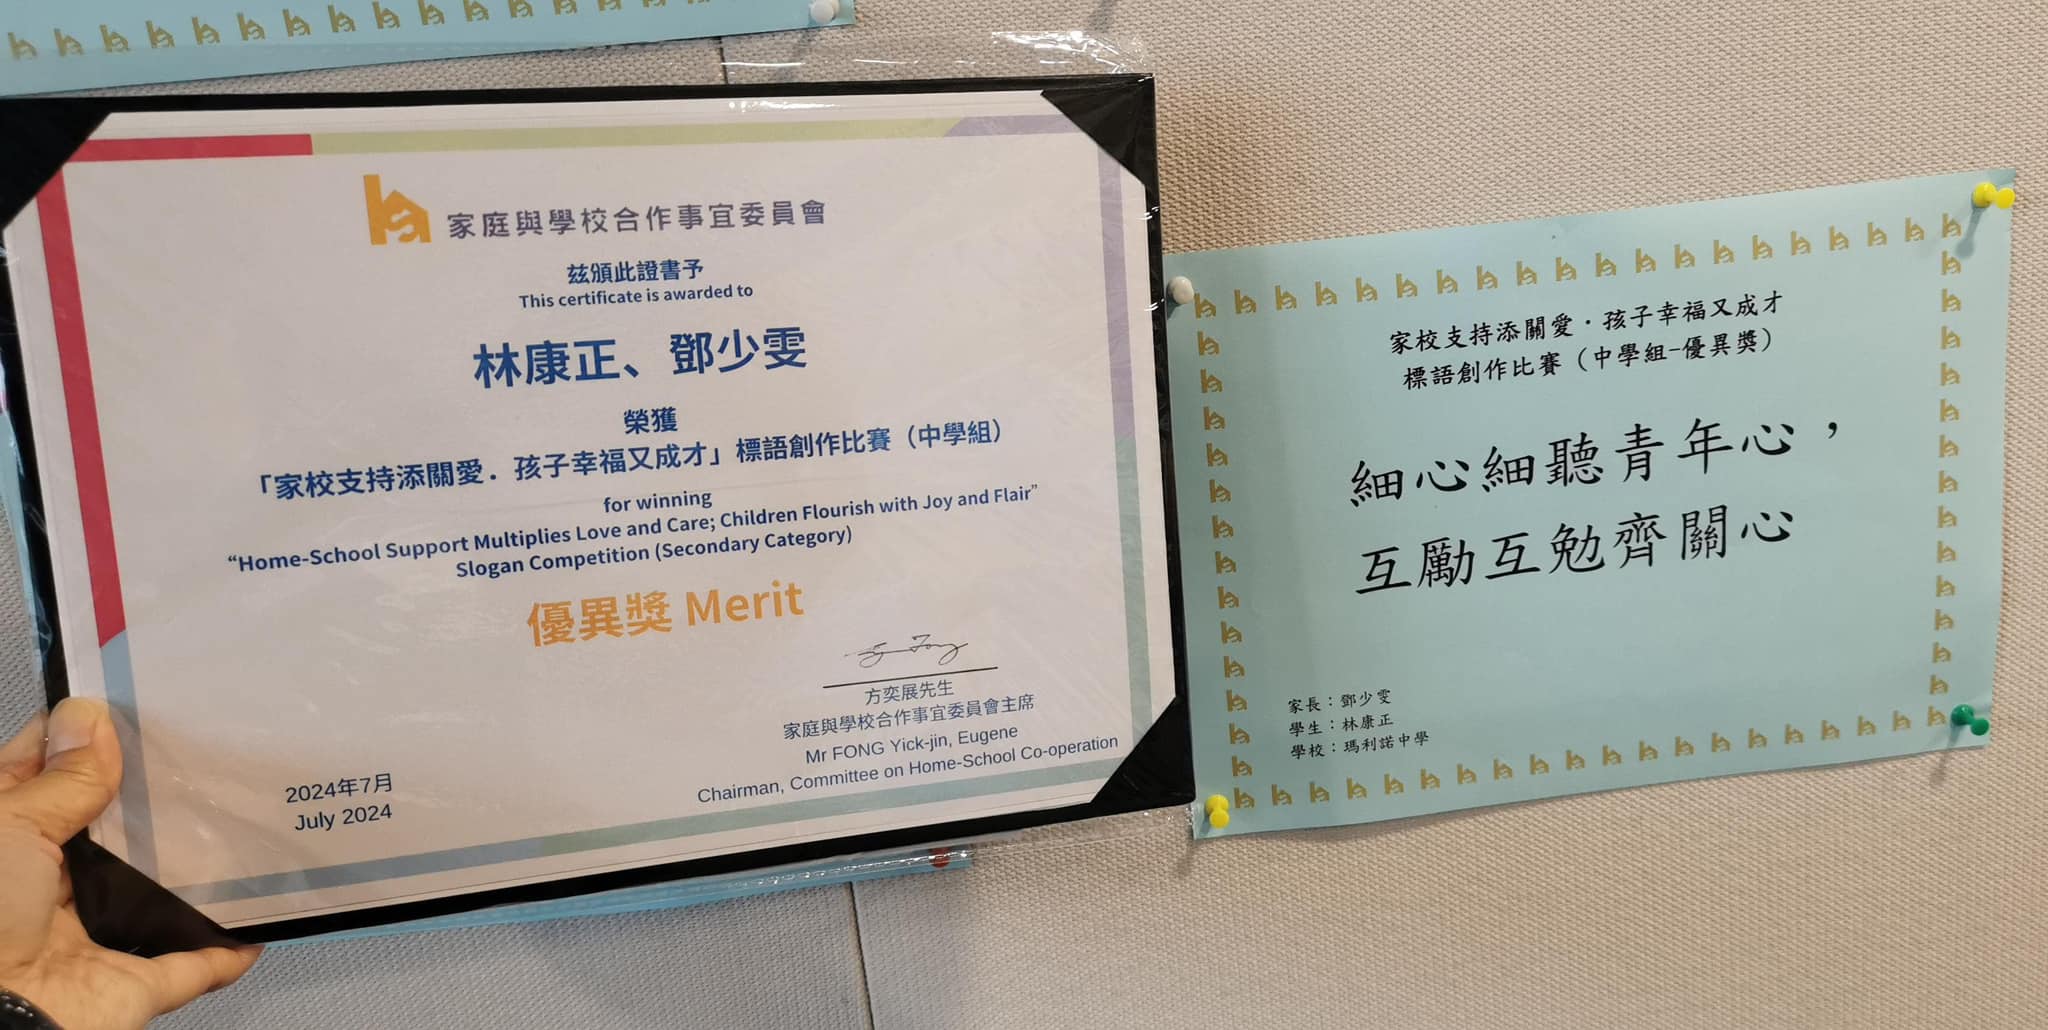 家庭與學校合作事宜委員會
茲頒此證書予
This certificate is awarded to
林康正、鄧少雯
榮獲
「家校支持添關愛．孩子幸福又成才」標語創作比賽（中學組）
for winning
“Home-School Support Multiplies Love and Care; Children Flourish with Joy and Flair”
Slogan Competition (Secondary Category)
優異獎 Merit
方奕展先生
家庭與學校合作事宜委員會主席
Mr FONG Yick-jin, Eugene
Chairman, Committee on Home-School Co-operation
2024年7月
July 2024
家校支持添關愛．孩子幸福又成才
標語創作比賽（中學組-優異獎）
細心細聽青年心，
互勵互勉齊關心
家長：鄧少雯
學生：林康正
學校：瑪利諾中學